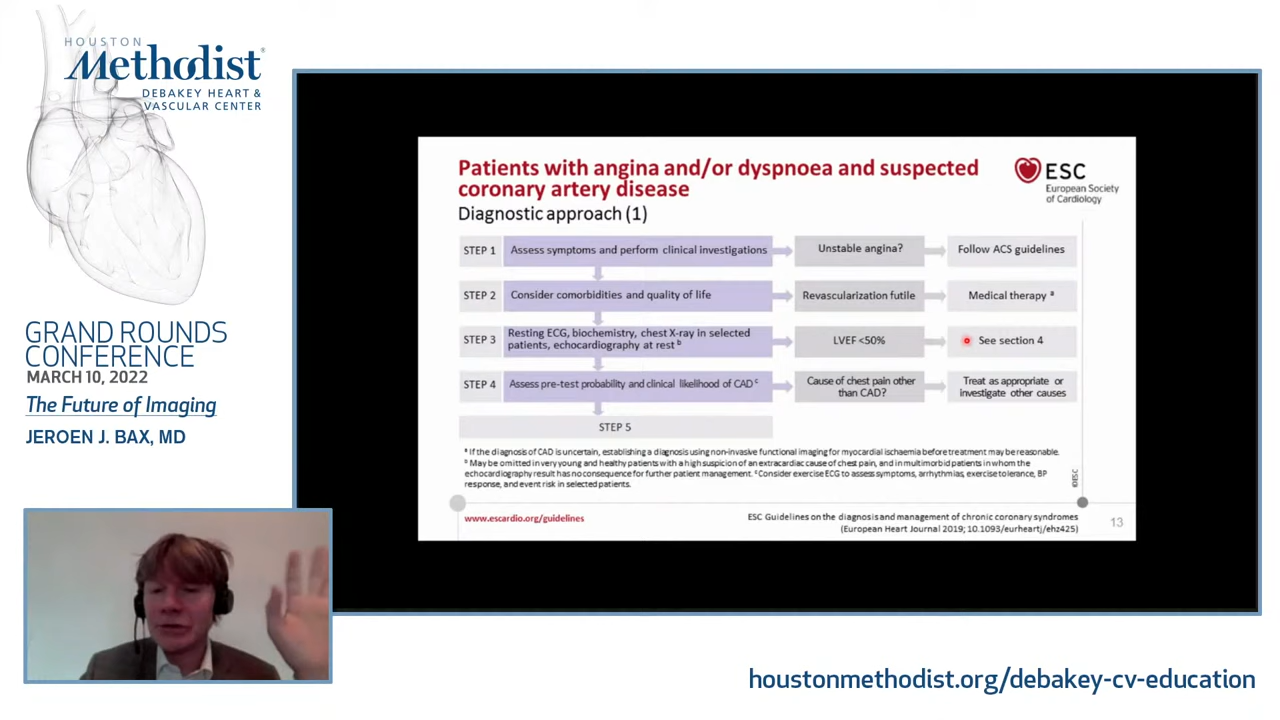 HOUSTON
Methodist®
DEBAKEY HEART &
VASCULAR CENTER
GRAND ROUNDS
CONFERENCE
MARCH 10, 2022
The Future of Imaging
JEROEN J. BAX, MD
Patients with angina and/or dyspnoea and suspected
coronary artery disease
Diagnostic approach (1)
ESC
European Society
of Cardiology
STEP 1
Assess symptoms and perform clinical investigations
Unstable angina?
Follow ACS guidelines
STEP 2
Consider comorbidities and quality of life
Revascularization futile
Medical therapy a
STEP 3
Resting ECG, biochemistry, chest X-ray in selected
patients, echocardiography at rest b
LVEF <50%
See section 4
STEP 4
Assess pre-test probability and clinical likelihood of CAD c
Cause of chest pain other
than CAD?
Treat as appropriate or
investigate other causes
STEP 5
a If the diagnosis of CAD is uncertain, establishing a diagnosis using non-invasive functional imaging for myocardial ischaemia before treatment may be reasonable.
b May be omitted in very young and healthy patients with a high suspicion of an extracardiac cause of chest pain, and in multimorbid patients in whom the
echocardiography result has no consequence for further patient management. c Consider exercise ECG to assess symptoms, arrhythmias, exercise tolerance, BP
response, and event risk in selected patients.
©ESC
www.escardio.org/guidelines
ESC Guidelines on the diagnosis and management of chronic coronary syndromes
(European Heart Journal 2019; 10.1093/eurheartj/ehz425)
13
houstonmethodist.org/debakey-cv-education